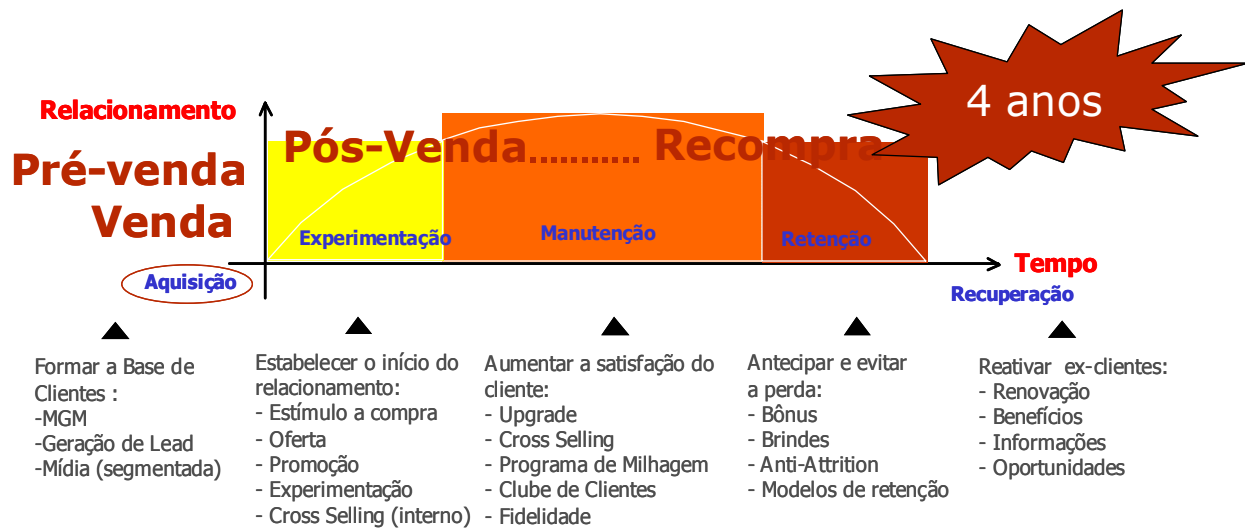 4 anos
Relacionamento
Pré-venda
Venda
Pós-Venda.......... Recompra
Experimentação
Manutenção
Retenção
Aquisição
Tempo
Recuperação
Formar a Base de
Clientes :
-MGM
-Geração de Lead
-Mídia (segmentada)
Estabelecer o início do
relacionamento:
- Estímulo a compra
- Oferta
- Promoção
- Experimentação
- Cross Selling (interno)
Aumentar a satisfação do
cliente:
- Upgrade
- Cross Selling
- Programa de Milhagem
- Clube de Clientes
- Fidelidade
Antecipar e evitar
a perda:
- Bônus
- Brindes
- Anti-Attrition
- Modelos de retenção
Reativar ex-clientes:
- Renovação
- Benefícios
- Informações
- Oportunidades